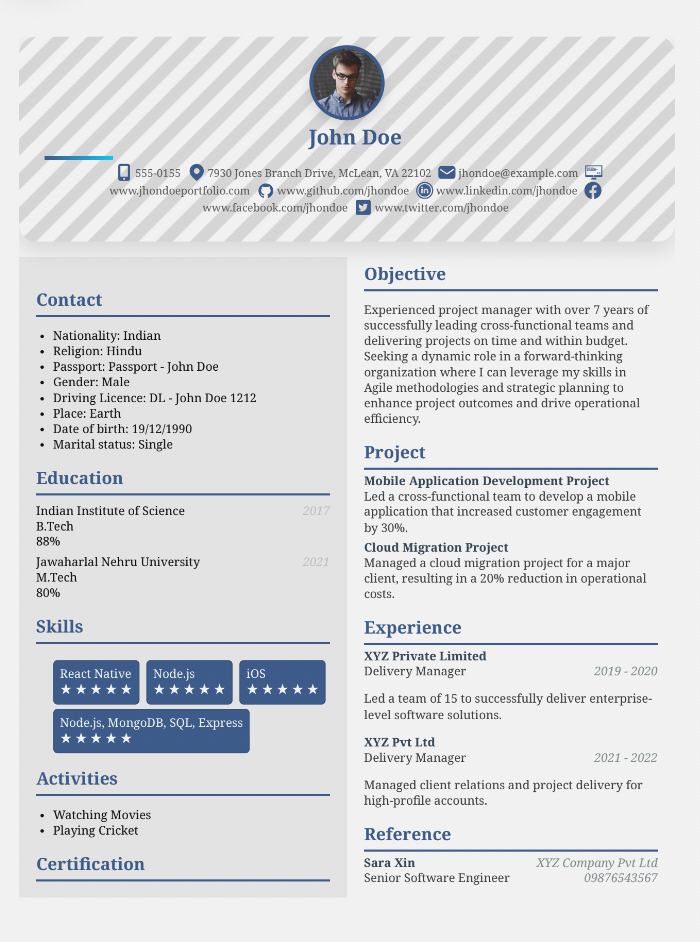 John Doe
555-0155 7930 Jones Branch Drive, McLean, VA 22102 jhondoe@example.com
www.jhondoeportfolio.com www.github.com/jhondoe www.linkedin.com/jhondoe
www.facebook.com/jhondoe www.twitter.com/jhondoe
Contact
• Nationality: Indian
• Religion: Hindu
• Passport: Passport - John Doe
• Gender: Male
• Driving Licence: DL - John Doe 1212
• Place: Earth
• Date of birth: 19/12/1990
• Marital status: Single
Education
Indian Institute of Science 2017
B.Tech
88%
Jawaharlal Nehru University 2021
M.Tech
80%
Skills
React Native Node.js iOS
★★★★★ ★★★★★ ★★★★★
Node.js, MongoDB, SQL, Express
★★★★★
Activities
• Watching Movies
• Playing Cricket
Certification
Objective
Experienced project manager with over 7 years of
successfully leading cross-functional teams and
delivering projects on time and within budget.
Seeking a dynamic role in a forward-thinking
organization where I can leverage my skills in
Agile methodologies and strategic planning to
enhance project outcomes and drive operational
efficiency.
Project
Mobile Application Development Project
Led a cross-functional team to develop a mobile
application that increased customer engagement
by 30%.
Cloud Migration Project
Managed a cloud migration project for a major
client, resulting in a 20% reduction in operational
costs.
Experience
XYZ Private Limited
Delivery Manager 2019 - 2020
Led a team of 15 to successfully deliver enterprise-
level software solutions.
XYZ Pvt Ltd
Delivery Manager 2021 - 2022
Managed client relations and project delivery for
high-profile accounts.
Reference
Sara Xin XYZ Company Pvt Ltd
Senior Software Engineer 09876543567